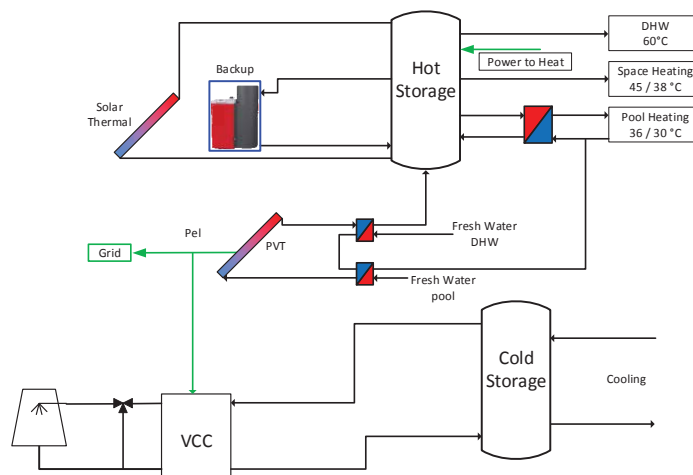 DHW
60°C
Power to Heat
Hot
Storage
Backup
Space Heating
45 / 38 °C
Solar
Thermal
Pool Heating
36 / 30 °C
Pel
Grid
PVT
Fresh Water
DHW
Fresh Water
pool
Cold
Storage
Cooling
VCC